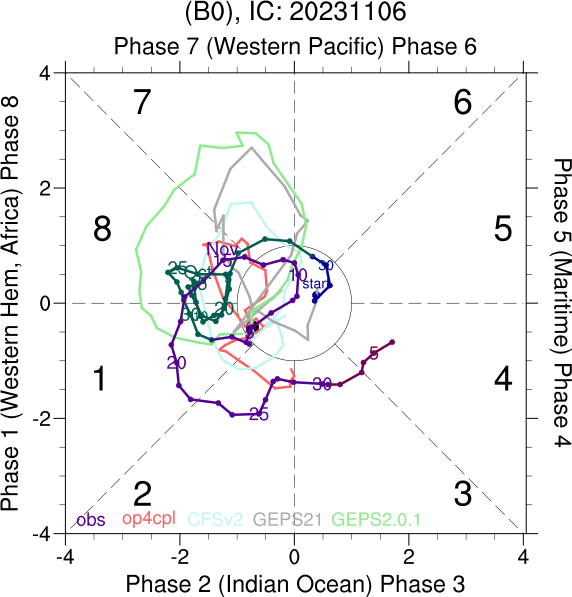 (B0), IC: 20231106
Phase 7 (Western Pacific) Phase 6
4
2
0
-2
-4
-4 -2 0 2 4
Phase 1 (Western Hem, Africa) Phase 8
Phase 5 (Maritime) Phase 4
7 6
8 5
1 4
2 3
Nov
5
25 Oct
30
10
start
20
5
20
25
30
obs op4cpl CFSv2 GEPS21 GEPS2.0.1
Phase 2 (Indian Ocean) Phase 3